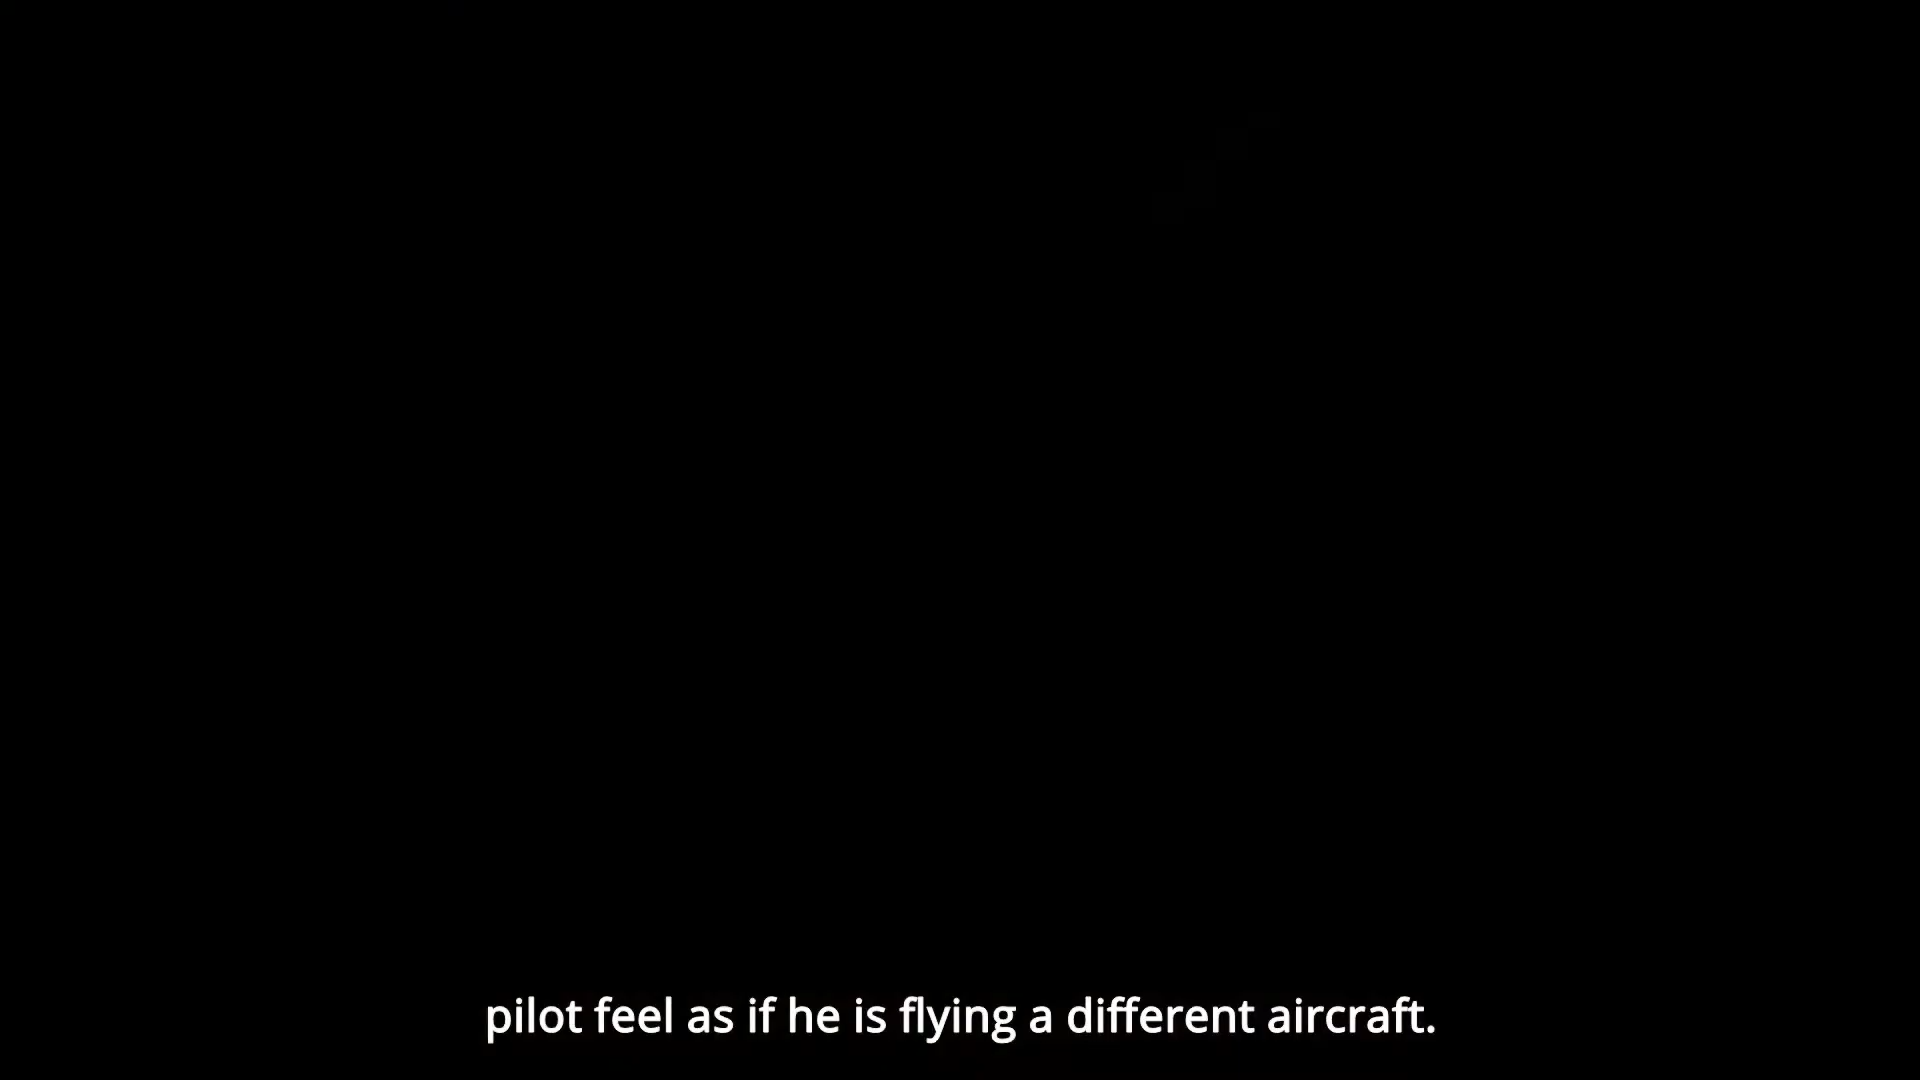 pilot feel as if he is flying a different aircraft.